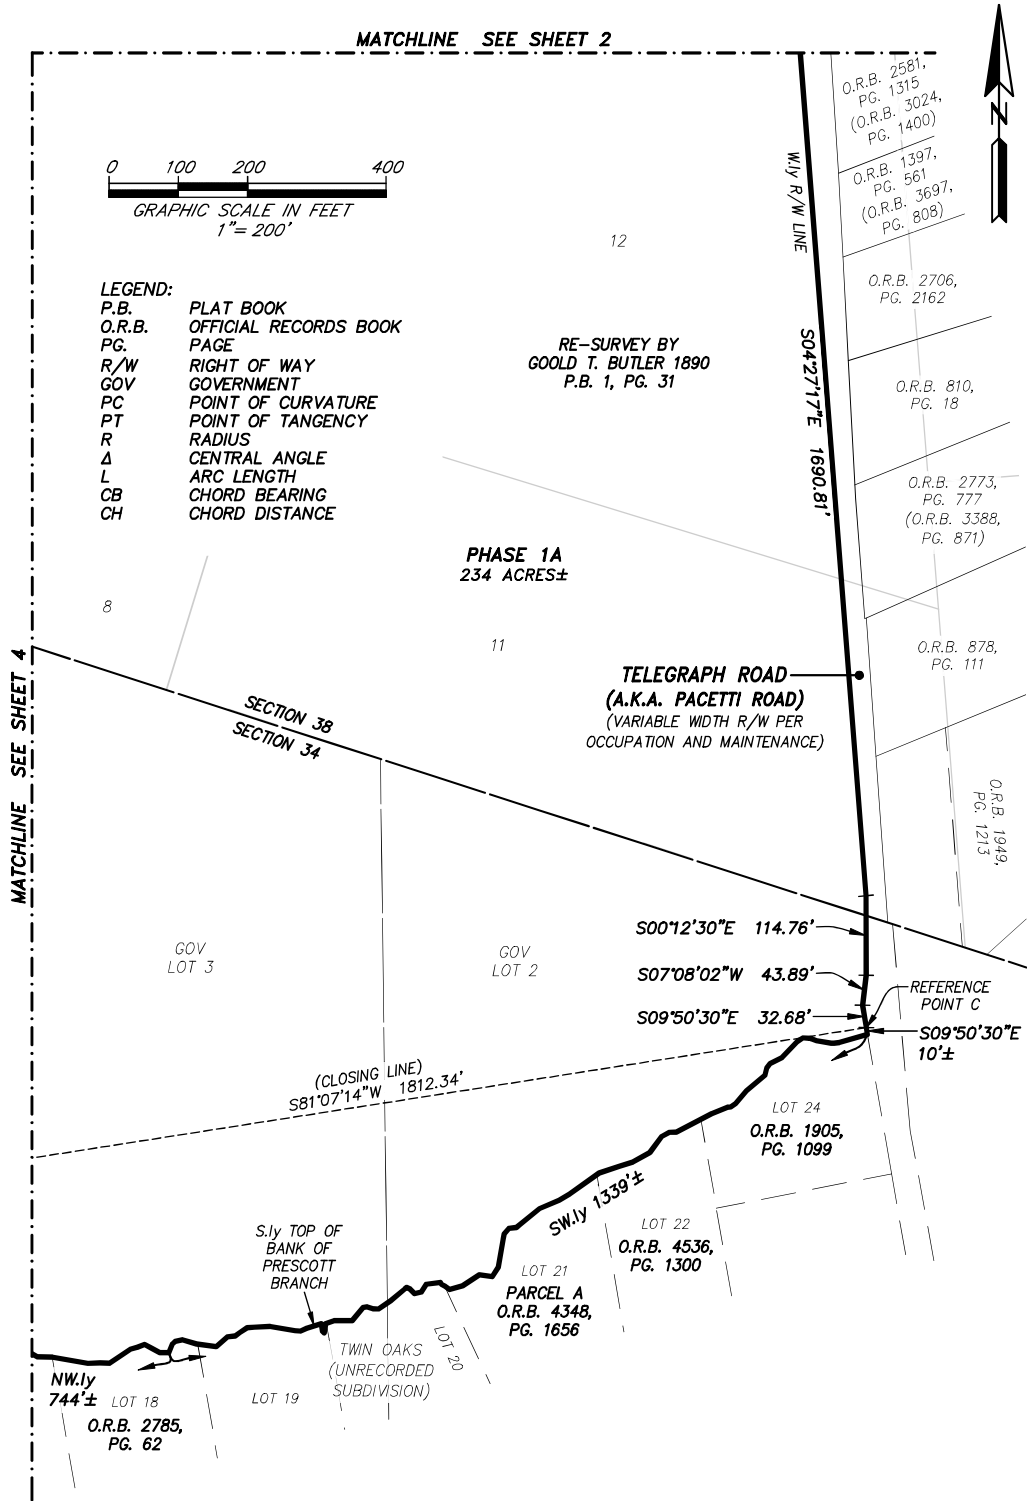 MATCHLINE SEE SHEET 2
O.R.B. 2581,
PG. 1315
(O.R.B. 3024,
PG. 1400)
O.R.B. 1397,
PG. 561
(O.R.B. 3697,
PG. 808)
N
0 100 200 400
GRAPHIC SCALE IN FEET
1"= 200'
W.ly R/W LINE
12
O.R.B. 2706,
PG. 2162
LEGEND:
P.B. PLAT BOOK
O.R.B. OFFICIAL RECORDS BOOK
PG. PAGE
R/W RIGHT OF WAY
GOV GOVERNMENT
PC POINT OF CURVATURE
PT POINT OF TANGENCY
R RADIUS
Δ CENTRAL ANGLE
L ARC LENGTH
CB CHORD BEARING
CH CHORD DISTANCE
RE-SURVEY BY
GOOLD T. BUTLER 1890
P.B. 1, PG. 31
S04°27'17"E 1690.81'
O.R.B. 810,
PG. 18
O.R.B. 2773,
PG. 777
(O.R.B. 3388,
PG. 871)
PHASE 1A
234 ACRES±
8
11
O.R.B. 878,
PG. 111
TELEGRAPH ROAD
(A.K.A. PACETTI ROAD)
(VARIABLE WIDTH R/W PER
OCCUPATION AND MAINTENANCE)
SECTION 38
SECTION 34
MATCHLINE SEE SHEET 4
O.R.B. 1949,
PG. 1213
GOV
LOT 3
GOV
LOT 2
S00°12'30"E 114.76'
S07°08'02"W 43.89'
S09°50'30"E 32.68'
REFERENCE
POINT C
S09°50'30"E
10'±
(CLOSING LINE)
S81°07'14"W 1812.34'
LOT 24
O.R.B. 1905,
PG. 1099
SW.ly 1339'±
LOT 22
O.R.B. 4536,
PG. 1300
S.ly TOP OF
BANK OF
PRESCOTT
BRANCH
LOT 21
PARCEL A
O.R.B. 4348,
PG. 1656
LOT 20
TWIN OAKS
(UNRECORDED
SUBDIVISION)
NW.ly
744'±
LOT 18
O.R.B. 2785,
PG. 62
LOT 19